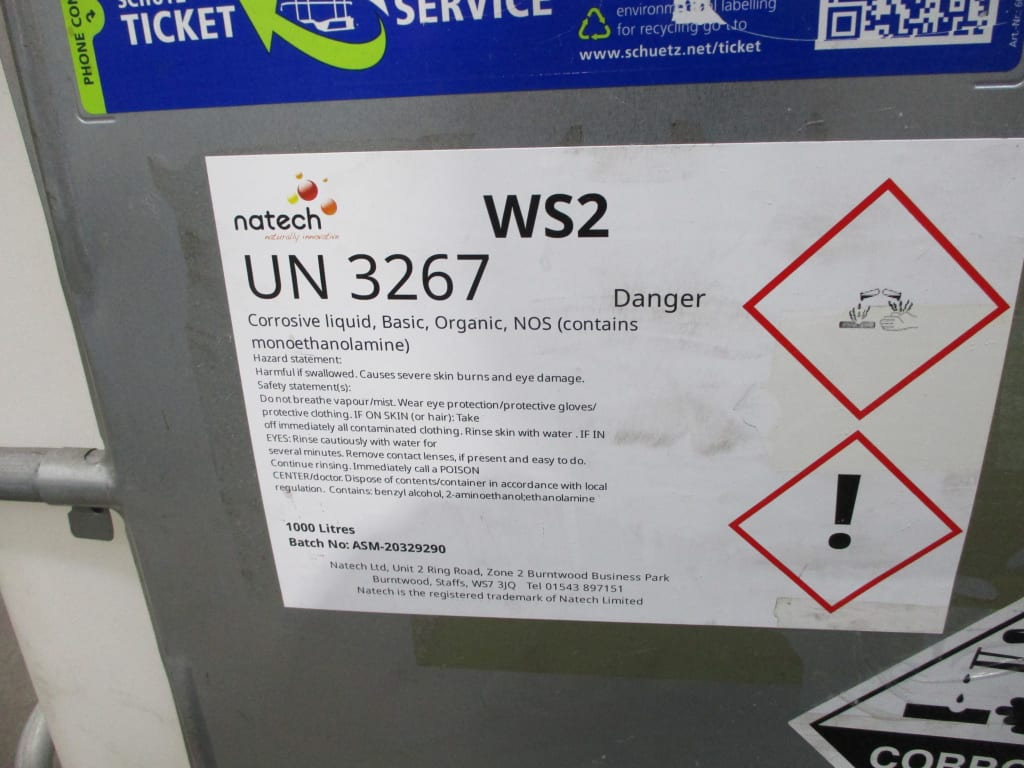 PHONE CON
TICKET
SERVICE
labelling
for recycling go to
www.schuetz.net/ticket
Art.-Nr.
natech
naturally innovative
WS2
UN 3267
Danger
Corrosive liquid, Basic, Organic, NOS (contains
monoethanolamine)
Hazard statement:
Harmful if swallowed. Causes severe skin burns and eye damage.
Safety statement(s):
Do not breathe vapour/mist. Wear eye protection/protective gloves/
protective clothing. IF ON SKIN (or hair): Take
off immediately all contaminated clothing. Rinse skin with water . IF IN
EYES: Rinse cautiously with water for
several minutes. Remove contact lenses, if present and easy to do.
Continue rinsing. Immediately call a POISON
CENTER/doctor. Dispose of contents/container in accordance with local
regulation. Contains: benzyl alcohol, 2-aminoethanol;ethanolamine
1000 Litres
Batch No: ASM-20329290
Natech Ltd, Unit 2 Ring Road, Zone 2 Burntwood Business Park
Burntwood, Staffs, WS7 3JQ Tel 01543 897151
Natech is the registered trademark of Natech Limited
CORRO